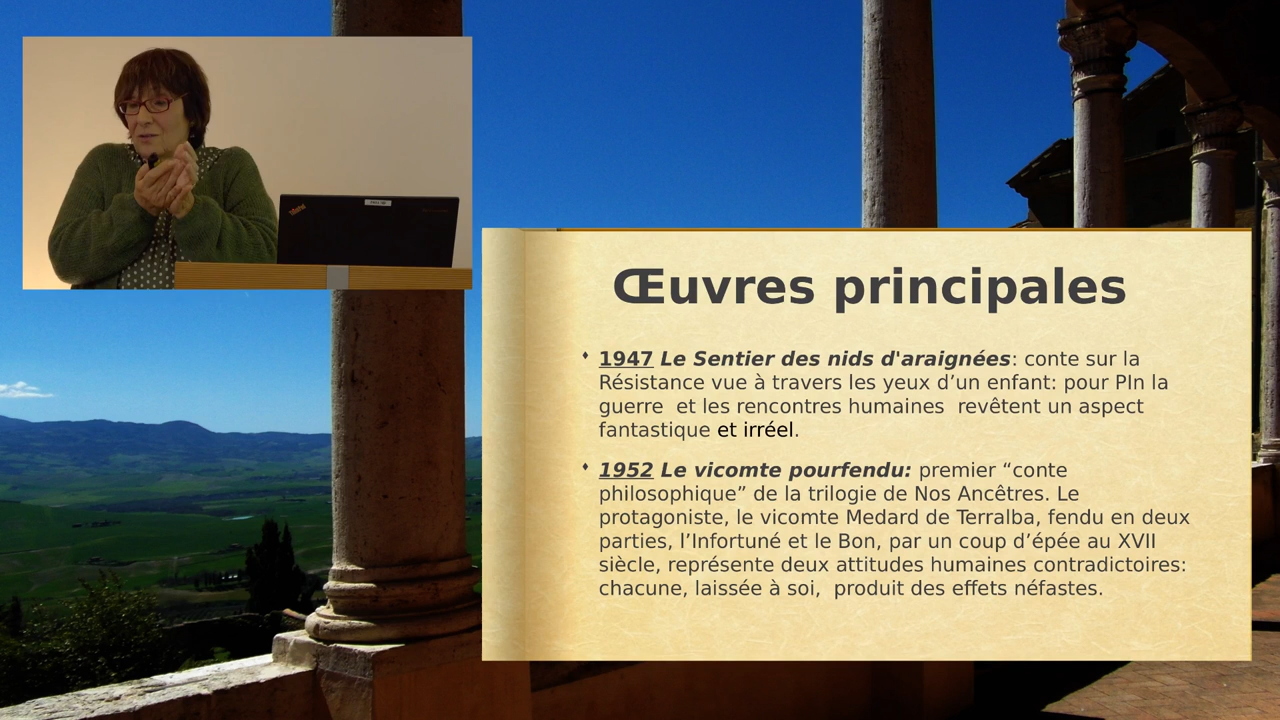 Œuvres principales
1947 Le Sentier des nids d'araignées: conte sur la
Résistance vue à travers les yeux d’un enfant: pour PIn la
guerre  et les rencontres humaines  revêtent un aspect
fantastique et irréel.
1952 Le vicomte pourfendu: premier “conte
philosophique” de la trilogie de Nos Ancêtres. Le
protagoniste, le vicomte Medard de Terralba, fendu en deux
parties, l’Infortuné et le Bon, par un coup d’épée au XVII
siècle, représente deux attitudes humaines contradictoires:
chacune, laissée à soi,  produit des effets néfastes.